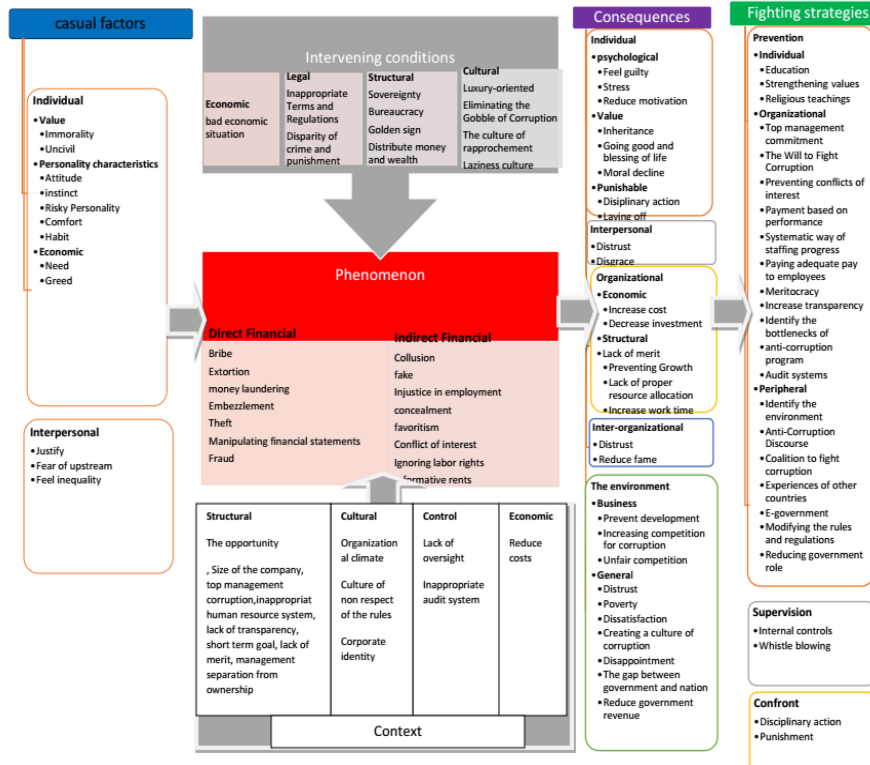 casual factors
Individual
•Value
•Immorality
•Uncivil
•Personality characteristics
•Attitude
•instinct
•Risky Personality
•Comfort
•Habit
•Economic
•Need
•Greed
Interpersonal
•Justify
•Fear of upstream
•Feel inequality
Intervening conditions
Economic
bad economic
situation
Legal
Inappropriate
Terms and
Regulations
Disparity of
crime and
punishment
Structural
Sovereignty
Bureaucracy
Golden sign
Distribute money
and wealth
Cultural
Luxury-oriented
Eliminating the
Gobble of Corruption
The culture of
rapprochement
Laziness culture
Phenomenon
Direct Financial
Bribe
Extortion
money laundering
Embezzlement
Theft
Manipulating financial statements
Fraud
Indirect Financial
Collusion
fake
Injustice in employment
concealment
favoritism
Conflict of interest
Ignoring labor rights
formative rents
Structural
The opportunity
, Size of the company,
top management
corruption,inappropriat
human resource system,
lack of transparency,
short term goal, lack of
merit, management
separation from
ownership
Cultural
Organization
al climate
Culture of
non respect
of the rules
Corporate
identity
Control
Lack of
oversight
Inappropriate
audit system
Economic
Reduce
costs
Context
Consequences
Individual
•psychological
•Feel guilty
•Stress
•Reduce motivation
•Value
•Inheritance
•Going good and
blessing of life
•Moral decline
•Punishable
•Disiplinary action
•Laying off
Interpersonal
•Distrust
•Disgrace
Organizational
•Economic
•Increase cost
•Decrease investment
•Structural
•Lack of merit
•Preventing Growth
•Lack of proper
resource allocation
•Increase work time
Inter-organizational
•Distrust
•Reduce fame
The environment
•Business
•Prevent development
•Increasing competition
for corruption
•Unfair competition
•General
•Distrust
•Poverty
•Dissatisfaction
•Creating a culture of
corruption
•Disappointment
•The gap between
government and nation
•Reduce government
revenue
Fighting strategies
Prevention
•Individual
•Education
•Strengthening values
•Religious teachings
•Organizational
•Top management
commitment
•The Will to Fight
Corruption
•Preventing conflicts of
interest
•Payment based on
performance
•Systematic way of
staffing progress
•Paying adequate pay
to employees
•Meritocracy
•Increase transparency
•Identify the
bottlenecks of
•anti-corruption
program
•Audit systems
•Peripheral
•Identify the
environment
•Anti-Corruption
Discourse
•Coalition to fight
corruption
•Experiences of other
countries
•E-government
•Modifying the rules
and regulations
•Reducing government
role
Supervision
•Internal controls
•Whistle blowing
Confront
•Disciplinary action
•Punishment